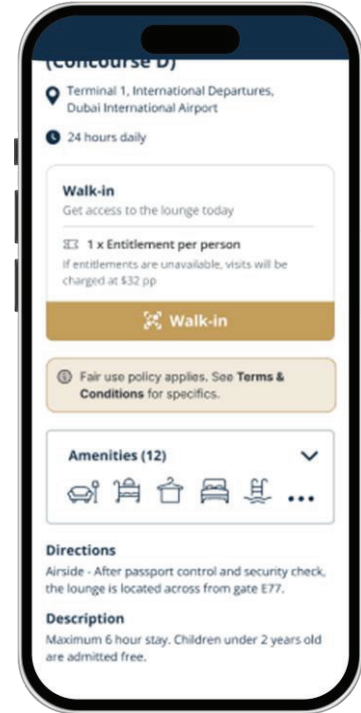 (Concourse D)
Terminal 1, International Departures,
Dubai International Airport
24 hours daily
Walk-in
Get access to the lounge today
1 x Entitlement per person
If entitlements are unavailable, visits will be
charged at $32 pp
Walk-in
Fair use policy applies. See Terms &
Conditions for specifics.
Amenities (12)
Directions
Airside - After passport control and security check,
the lounge is located across from gate E77.
Description
Maximum 6 hour stay. Children under 2 years old
are admitted free.